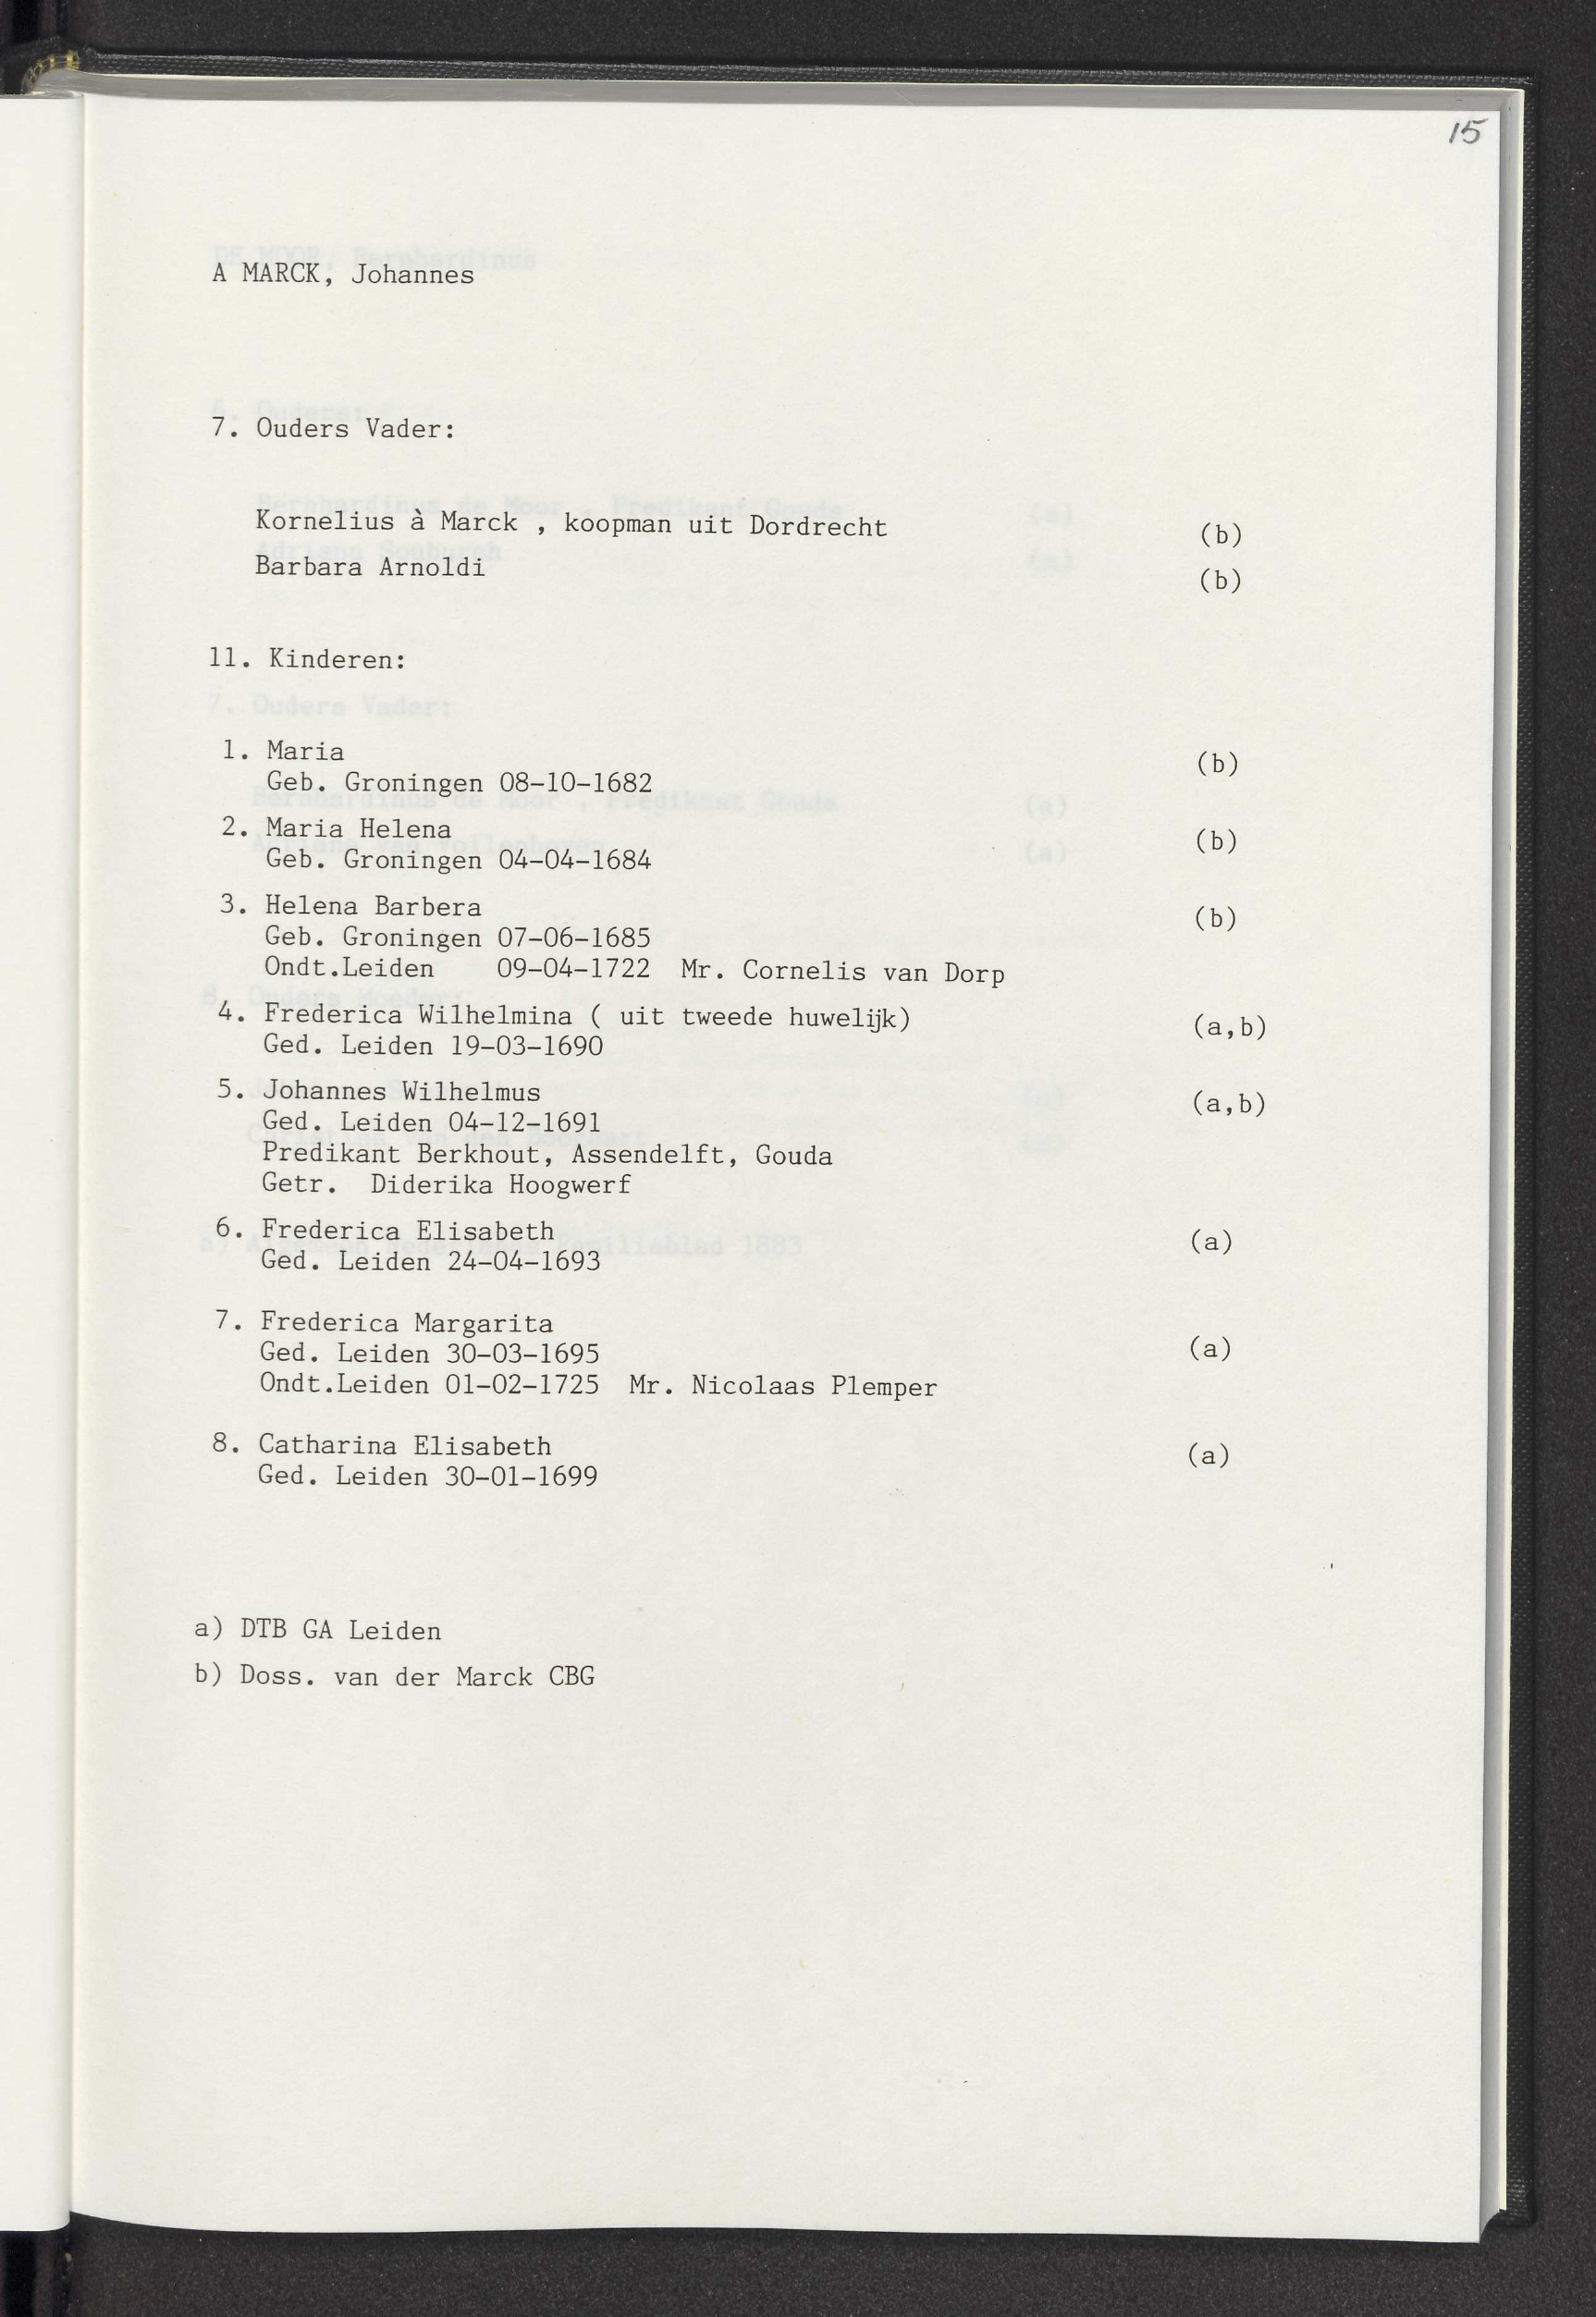 15
A MARCK, Johannes
7. Ouders Vader:
Kornelius à Marck , koopman uit Dordrecht (b)
Barbara Arnoldi (b)
11. Kinderen:
1. Maria (b)
Geb. Groningen 08-10-1682
2. Maria Helena (b)
Geb. Groningen 04-04-1684
3. Helena Barbera (b)
Geb. Groningen 07-06-1685
Ondt.Leiden 09-04-1722 Mr. Cornelis van Dorp
4. Frederica Wilhelmina ( uit tweede huwelijk) (a,b)
Ged. Leiden 19-03-1690
5. Johannes Wilhelmus (a,b)
Ged. Leiden 04-12-1691
Predikant Berkhout, Assendelft, Gouda
Getr. Diderika Hoogwerf
6. Frederica Elisabeth (a)
Ged. Leiden 24-04-1693
7. Frederica Margarita
Ged. Leiden 30-03-1695 (a)
Ondt.Leiden 01-02-1725 Mr. Nicolaas Plemper
8. Catharina Elisabeth (a)
Ged. Leiden 30-01-1699
a) DTB GA Leiden
b) Doss. van der Marck CBG